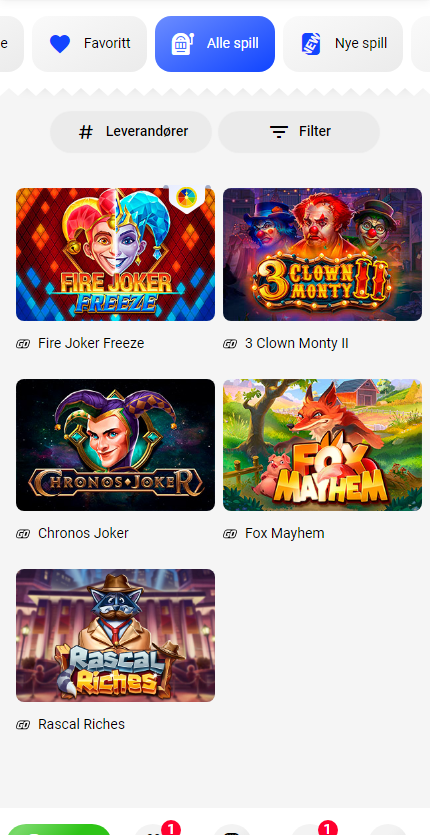 e
Favoritt
Alle spill
NEW
Nye spill
# Leverandører
Filter
FIRE JOKER
FREEZE
3 CLOWN
MONTY II
Fire Joker Freeze
3 Clown Monty II
CHRONOS JOKER
FOX
MAYHEM
Chronos Joker
Fox Mayhem
RASCAL
RICHES
Rascal Riches
1
1